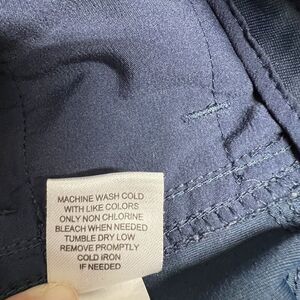 MACHINE WASH COLD
WITH LIKE COLORS
ONLY NON CHLORINE
BLEACH WHEN NEEDED
TUMBLE DRY LOW
REMOVE PROMPTLY
COLD IRON
IF NEEDED